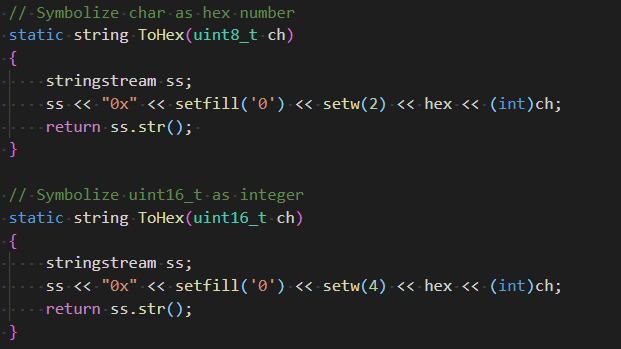 // Symbolize char as hex number
static string ToHex(uint8_t ch)
{
    stringstream ss;
    ss << "0x" << setfill('0') << setw(2) << hex << (int)ch;
    return ss.str();
}

// Symbolize uint16_t as integer
static string ToHex(uint16_t ch)
{
    stringstream ss;
    ss << "0x" << setfill('0') << setw(4) << hex << (int)ch;
    return ss.str();
}